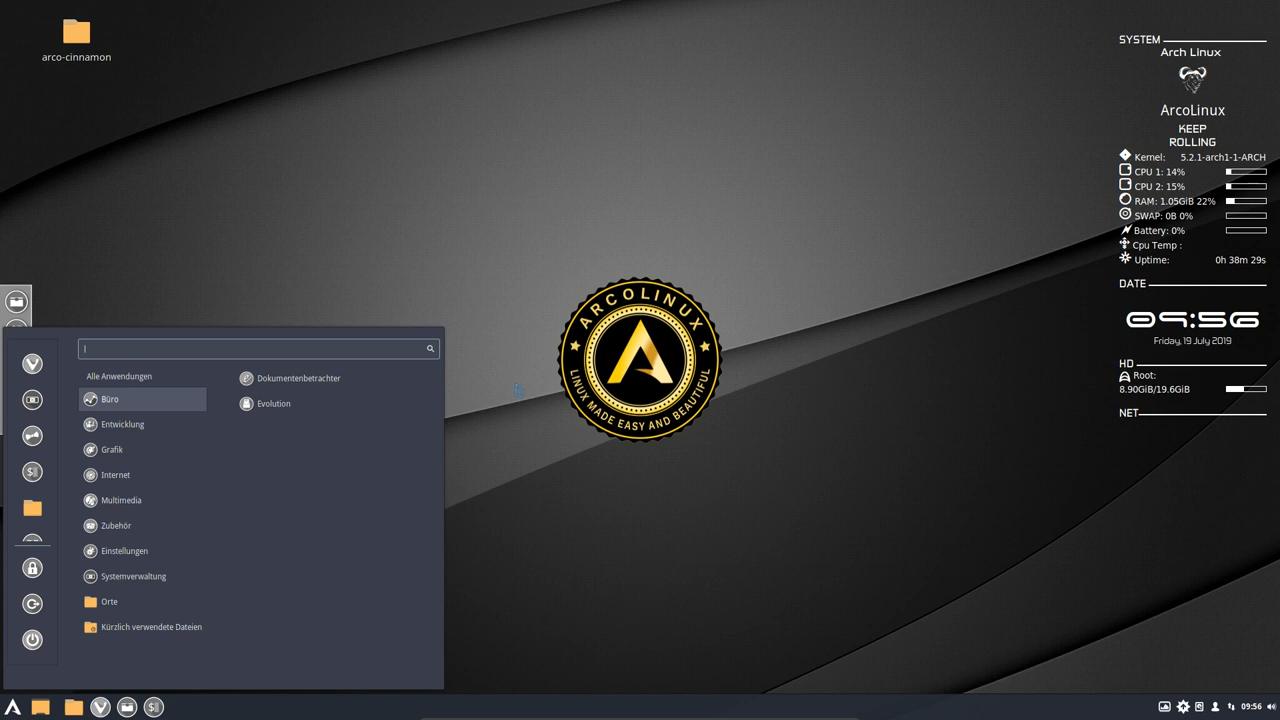 arco-cinnamon
SYSTEM
Arch Linux
ArcoLinux
KEEP
ROLLING
Kernel: 5.2.1-arch1-1-ARCH
CPU 1: 14%
CPU 2: 15%
RAM: 1.05GiB 22%
SWAP: 0B 0%
Battery: 0%
Cpu Temp :
Uptime: 0h 38m 29s
DATE
09:56
Friday, 19 July 2019
HD
Root:
8.90GiB/19.6GiB
NET
ARCOLINUX
LINUX MADE EASY AND BEAUTIFUL
Alle Anwendungen
Büro
Entwicklung
Grafik
Internet
Multimedia
Zubehör
Einstellungen
Systemverwaltung
Orte
Kürzlich verwendete Dateien
Dokumentenbetrachter
Evolution
09:56